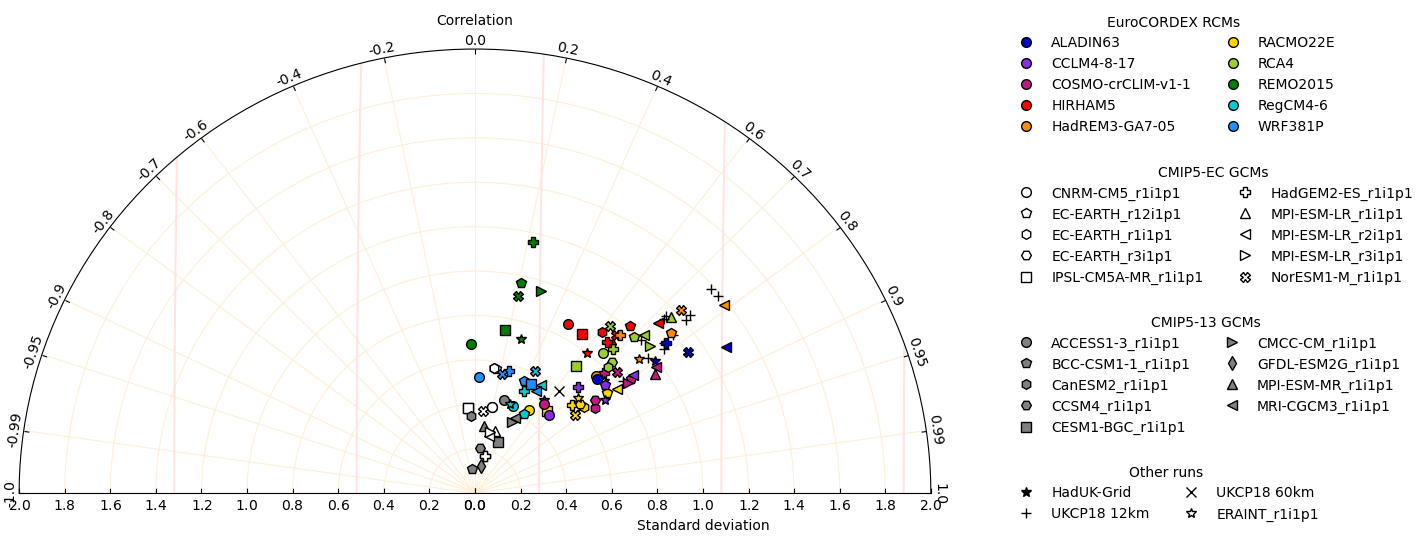 Correlation
-0.2 0.0 0.2
-0.4 0.4
-0.6 0.6
-0.7 0.7
-0.8 0.8
-0.9 0.9
-0.95 0.95
-0.99 0.99
1.0 1.0
2.0 1.8 1.6 1.4 1.2 1.0 0.8 0.6 0.4 0.2 0.0 0.2 0.4 0.6 0.8 1.0 1.2 1.4 1.6 1.8 2.0
Standard deviation
EuroCORDEX RCMs
ALADIN63 RACMO22E
CCLM4-8-17 RCA4
COSMO-crCLIM-v1-1 REMO2015
HIRHAM5 RegCM4-6
HadREM3-GA7-05 WRF381P
CMIP5-EC GCMs
CNRM-CM5_r1i1p1 HadGEM2-ES_r1i1p1
EC-EARTH_r12i1p1 MPI-ESM-LR_r1i1p1
EC-EARTH_r1i1p1 MPI-ESM-LR_r2i1p1
EC-EARTH_r3i1p1 MPI-ESM-LR_r3i1p1
IPSL-CM5A-MR_r1i1p1 NorESM1-M_r1i1p1
CMIP5-13 GCMs
ACCESS1-3_r1i1p1 CMCC-CM_r1i1p1
BCC-CSM1-1_r1i1p1 GFDL-ESM2G_r1i1p1
CanESM2_r1i1p1 MPI-ESM-MR_r1i1p1
CCSM4_r1i1p1 MRI-CGCM3_r1i1p1
CESM1-BGC_r1i1p1
Other runs
HadUK-Grid UKCP18 60km
UKCP18 12km ERAINT_r1i1p1